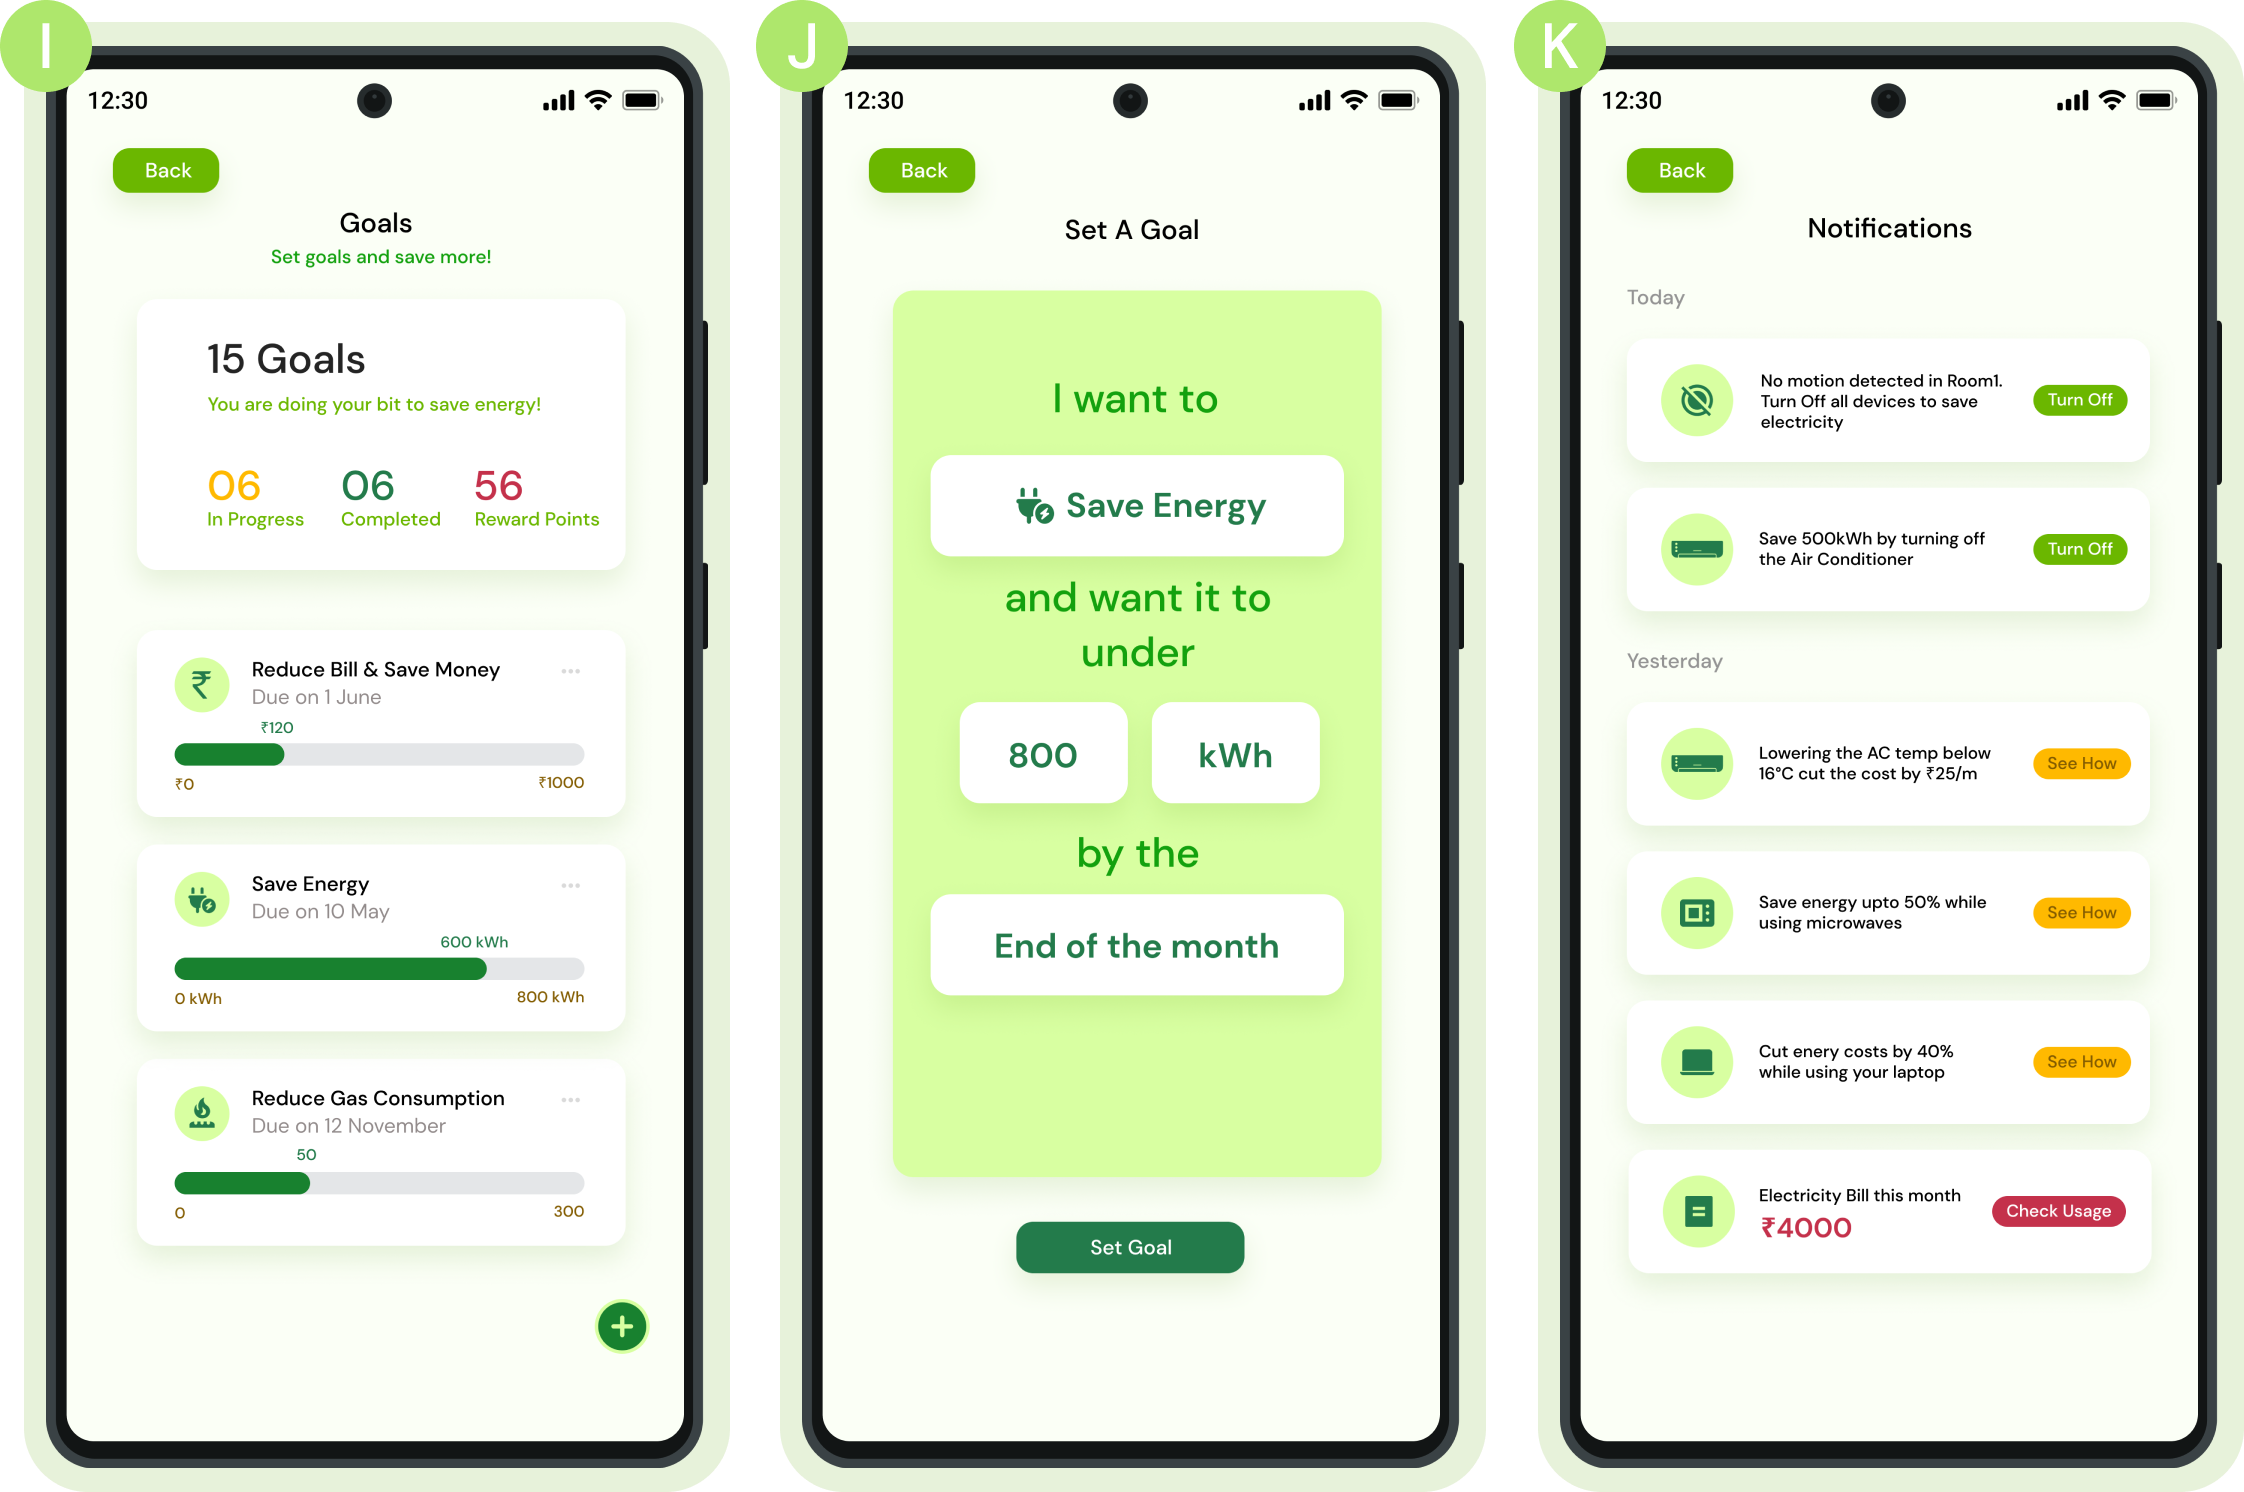 I
12:30
Back
Goals
Set goals and save more!
15 Goals
You are doing your bit to save energy!
06
In Progress
06
Completed
56
Reward Points
Reduce Bill & Save Money
Due on 1 June
₹120
₹0
₹1000
Save Energy
Due on 10 May
600 kWh
0 kWh
800 kWh
Reduce Gas Consumption
Due on 12 November
50
0
300
J
12:30
Back
Set A Goal
I want to
Save Energy
and want it to
under
800
kWh
by the
End of the month
Set Goal
K
12:30
Back
Notifications
Today
No motion detected in Room1.
Turn Off all devices to save
electricity
Turn Off
Save 500kWh by turning off
the Air Conditioner
Turn Off
Yesterday
Lowering the AC temp below
16°C cut the cost by ₹25/m
See How
Save energy upto 50% while
using microwaves
See How
Cut enery costs by 40%
while using your laptop
See How
Electricity Bill this month
₹4000
Check Usage